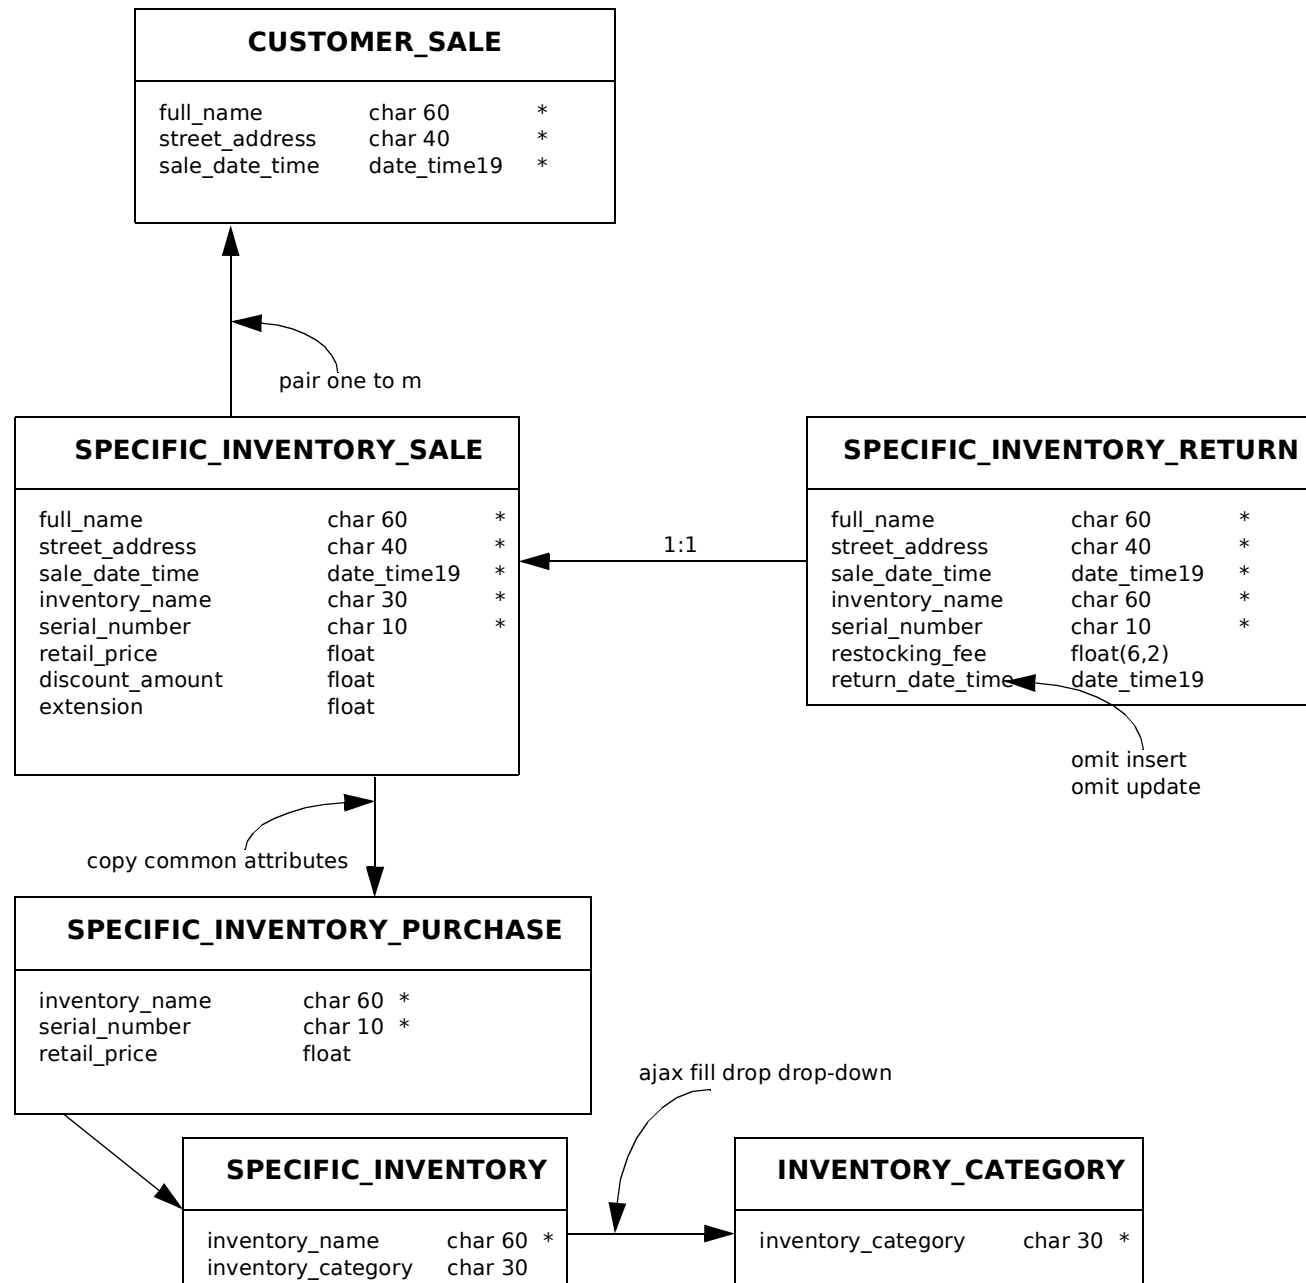 CUSTOMER_SALE
full_name char 60 *
street_address char 40 *
sale_date_time date_time19 *
pair one to m
SPECIFIC_INVENTORY_SALE
full_name char 60 *
street_address char 40 *
sale_date_time date_time19 *
inventory_name char 30 *
serial_number char 10 *
retail_price float
discount_amount float
extension float
1:1
SPECIFIC_INVENTORY_RETURN
full_name char 60 *
street_address char 40 *
sale_date_time date_time19 *
inventory_name char 60 *
serial_number char 10 *
restocking_fee float(6,2)
return_date_time date_time19
omit insert
omit update
copy common attributes
SPECIFIC_INVENTORY_PURCHASE
inventory_name char 60 *
serial_number char 10 *
retail_price float
ajax fill drop drop-down
SPECIFIC_INVENTORY
inventory_name char 60 *
inventory_category char 30
INVENTORY_CATEGORY
inventory_category char 30 *